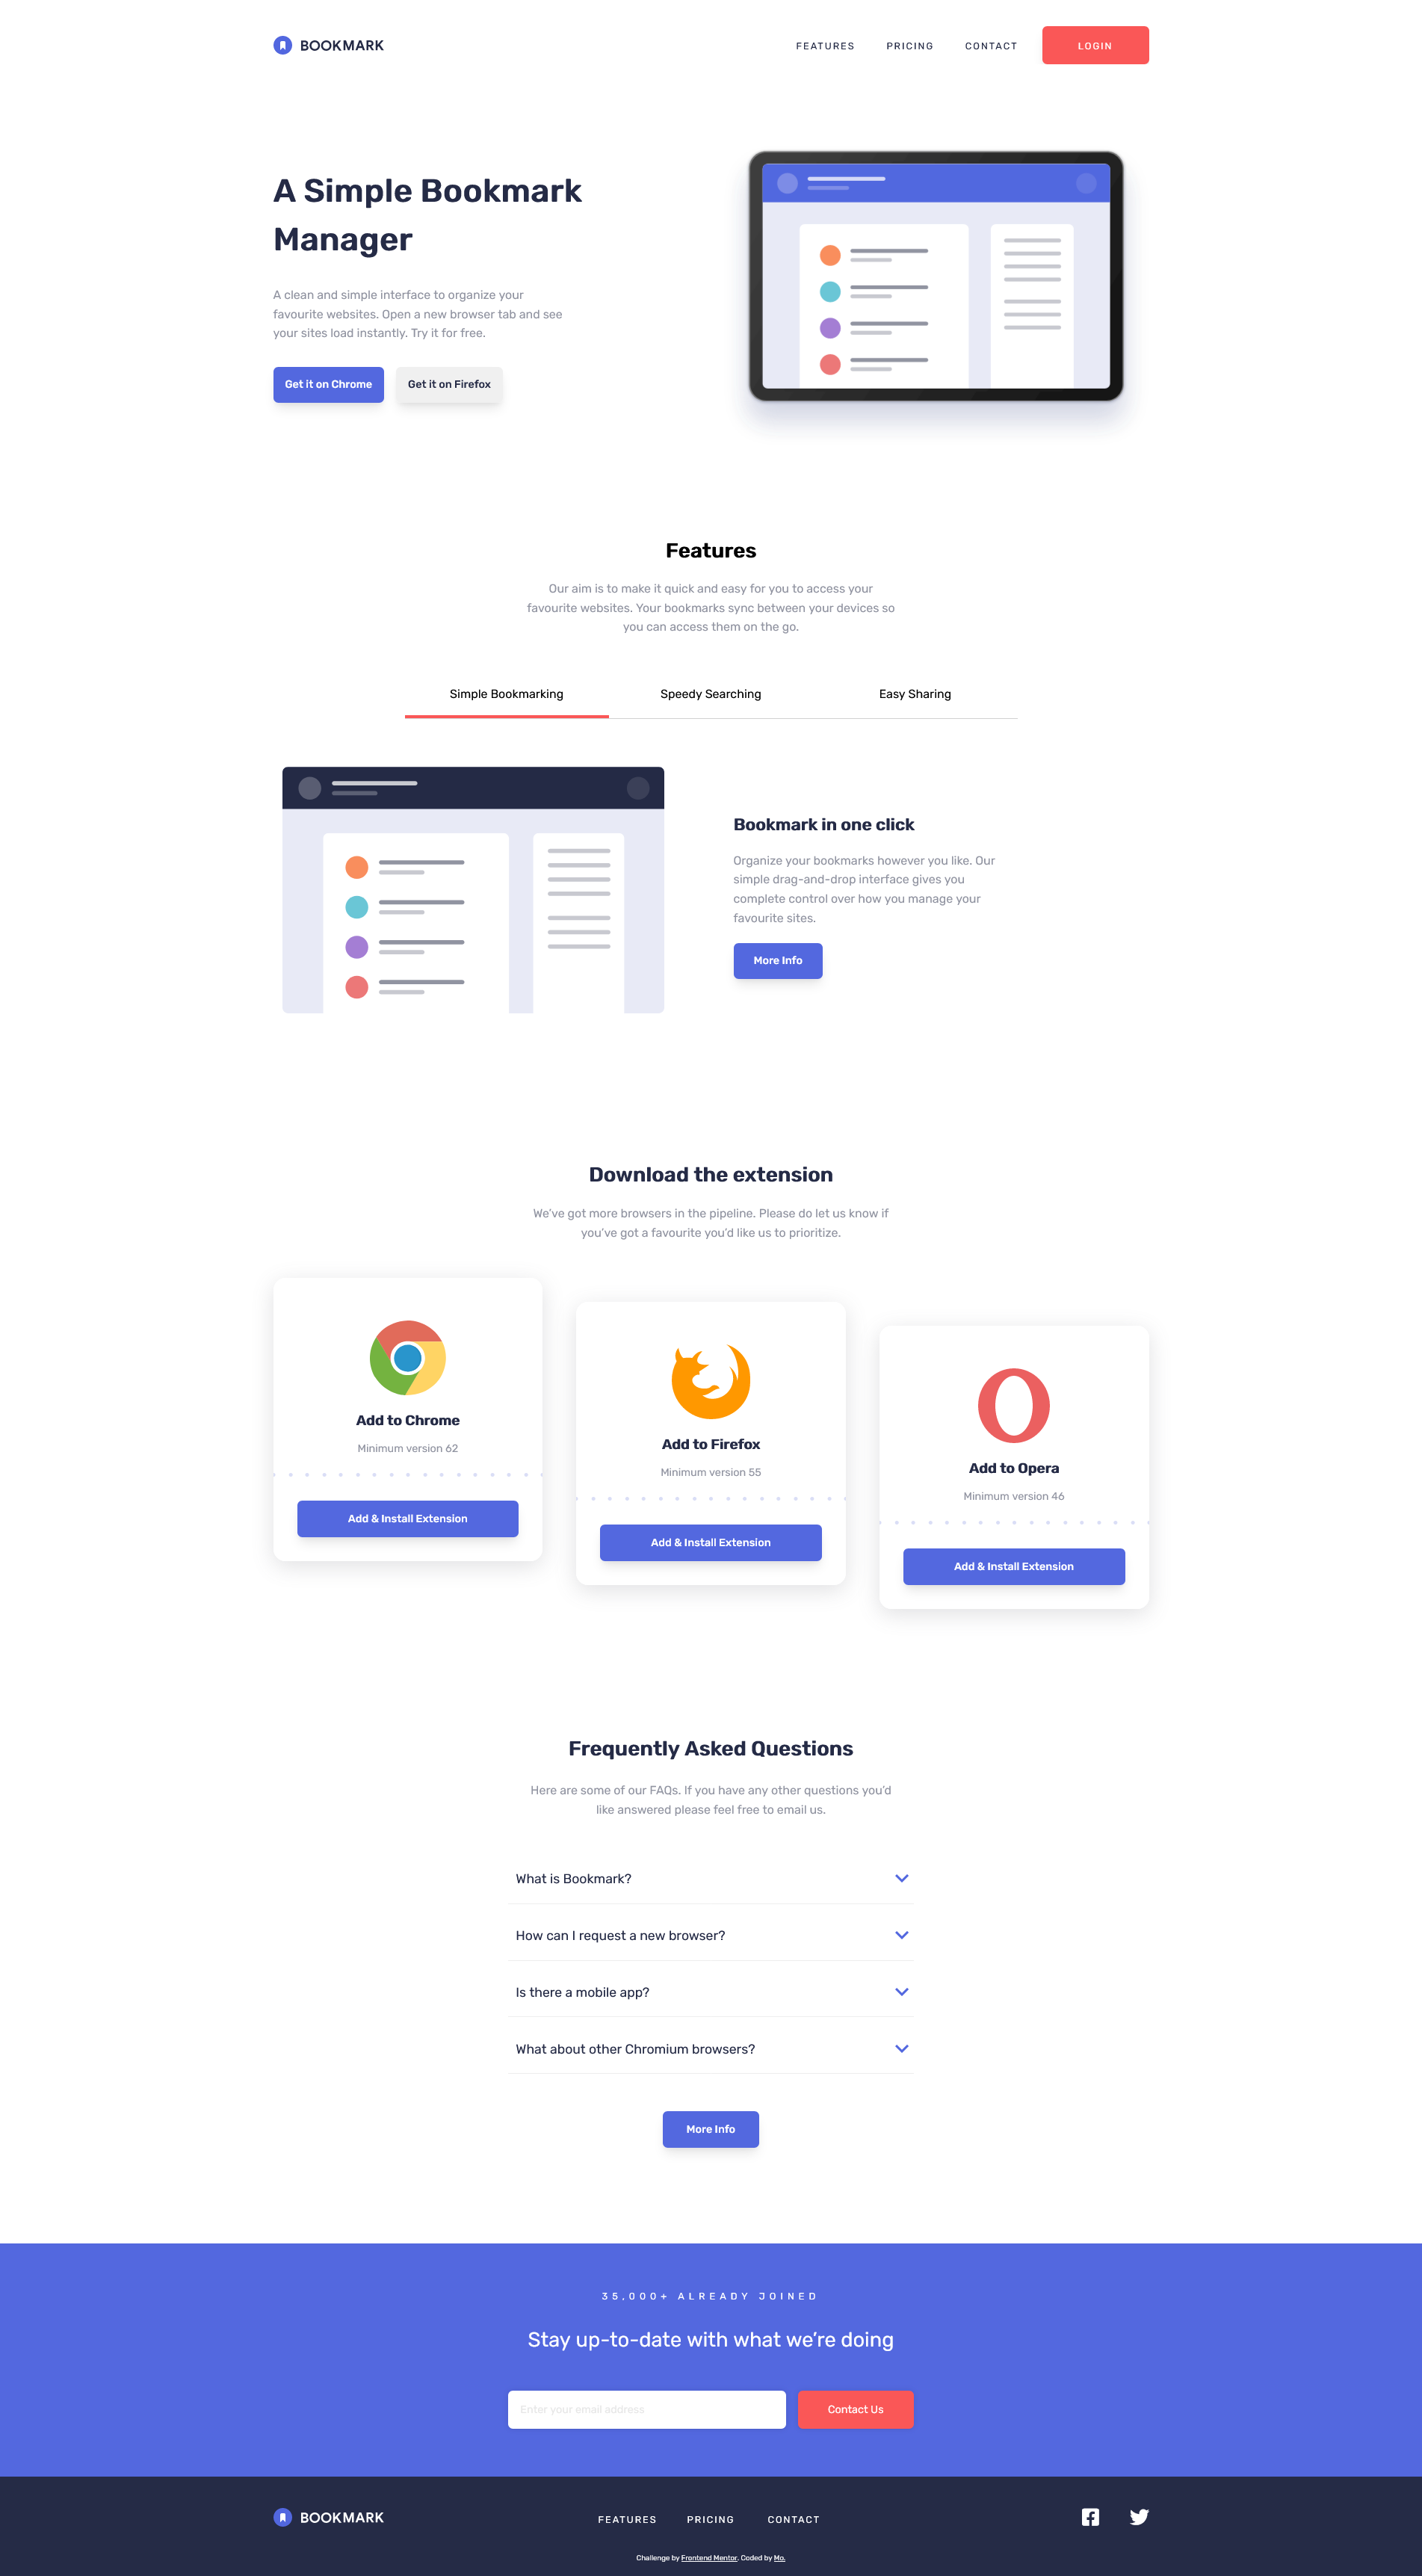 BOOKMARK
FEATURES PRICING CONTACT LOGIN
A Simple Bookmark
Manager
A clean and simple interface to organize your
favourite websites. Open a new browser tab and see
your sites load instantly. Try it for free.
Get it on Chrome Get it on Firefox
Features
Our aim is to make it quick and easy for you to access your
favourite websites. Your bookmarks sync between your devices so
you can access them on the go.
Simple Bookmarking Speedy Searching Easy Sharing
Bookmark in one click
Organize your bookmarks however you like. Our
simple drag-and-drop interface gives you
complete control over how you manage your
favourite sites.
More Info
Download the extension
We’ve got more browsers in the pipeline. Please do let us know if
you’ve got a favourite you’d like us to prioritize.
Add to Chrome
Minimum version 62
Add & Install Extension
Add to Firefox
Minimum version 55
Add & Install Extension
Add to Opera
Minimum version 46
Add & Install Extension
Frequently Asked Questions
Here are some of our FAQs. If you have any other questions you’d
like answered please feel free to email us.
What is Bookmark?
How can I request a new browser?
Is there a mobile app?
What about other Chromium browsers?
More Info
35,000+ ALREADY JOINED
Stay up-to-date with what we’re doing
Enter your email address Contact Us
BOOKMARK
FEATURES PRICING CONTACT
Challenge by Frontend Mentor. Coded by Mo.